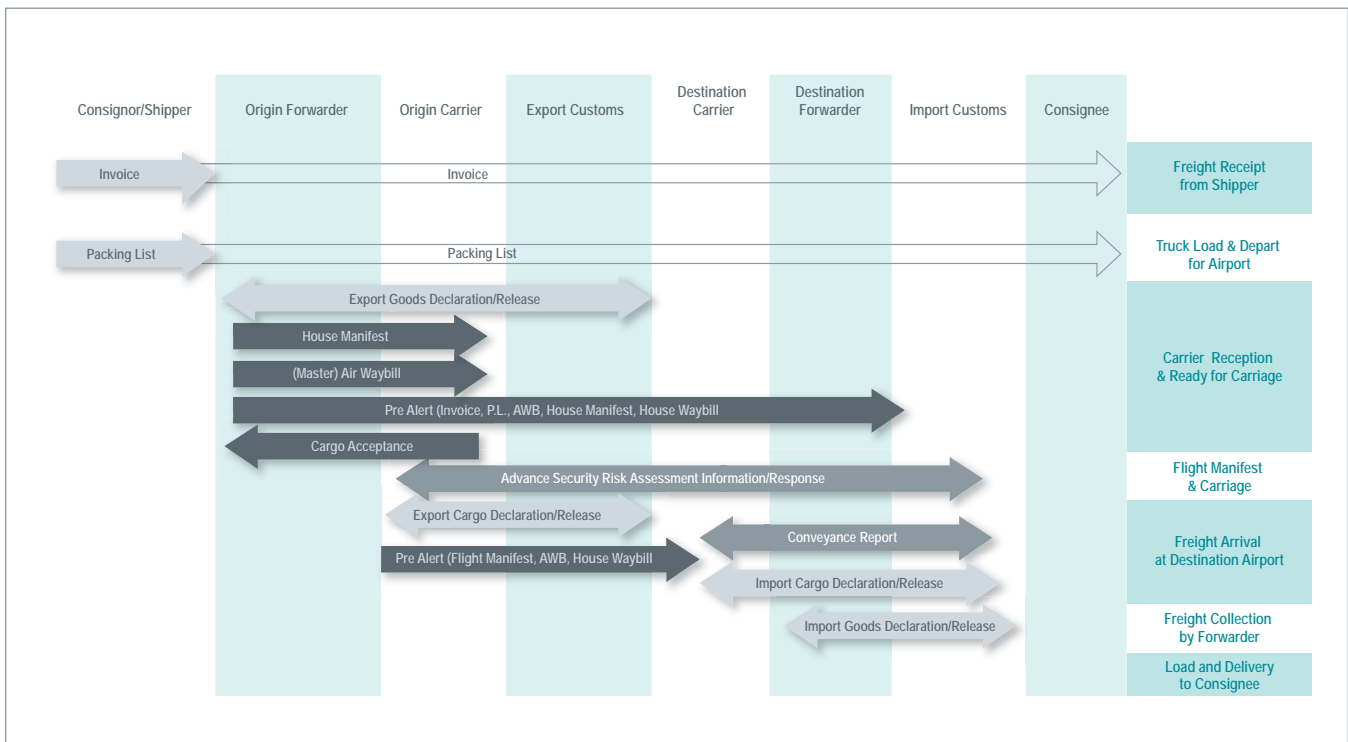 Consignor/Shipper
Origin Forwarder
Origin Carrier
Export Customs
Destination
Carrier
Destination
Forwarder
Import Customs
Consignee
Invoice
Invoice
Freight Receipt
from Shipper
Packing List
Packing List
Truck Load & Depart
for Airport
Export Goods Declaration/Release
House Manifest
(Master) Air Waybill
Pre Alert (Invoice, P.L., AWB, House Manifest, House Waybill
Cargo Acceptance
Carrier Reception
& Ready for Carriage
Advance Security Risk Assessment Information/Response
Flight Manifest
& Carriage
Export Cargo Declaration/Release
Conveyance Report
Pre Alert (Flight Manifest, AWB, House Waybill
Import Cargo Declaration/Release
Freight Arrival
at Destination Airport
Import Goods Declaration/Release
Freight Collection
by Forwarder
Load and Delivery
to Consignee